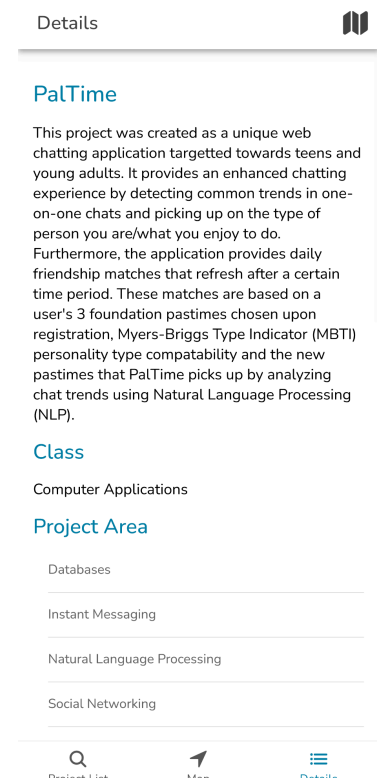 Details
PalTime
This project was created as a unique web
chatting application targetted towards teens and
young adults. It provides an enhanced chatting
experience by detecting common trends in one-
on-one chats and picking up on the type of
person you are/what you enjoy to do.
Furthermore, the application provides daily
friendship matches that refresh after a certain
time period. These matches are based on a
user's 3 foundation pastimes chosen upon
registration, Myers-Briggs Type Indicator (MBTI)
personality type compatability and the new
pastimes that PalTime picks up by analyzing
chat trends using Natural Language Processing
(NLP).
Class
Computer Applications
Project Area
Databases
Instant Messaging
Natural Language Processing
Social Networking
Project List
Map
Details